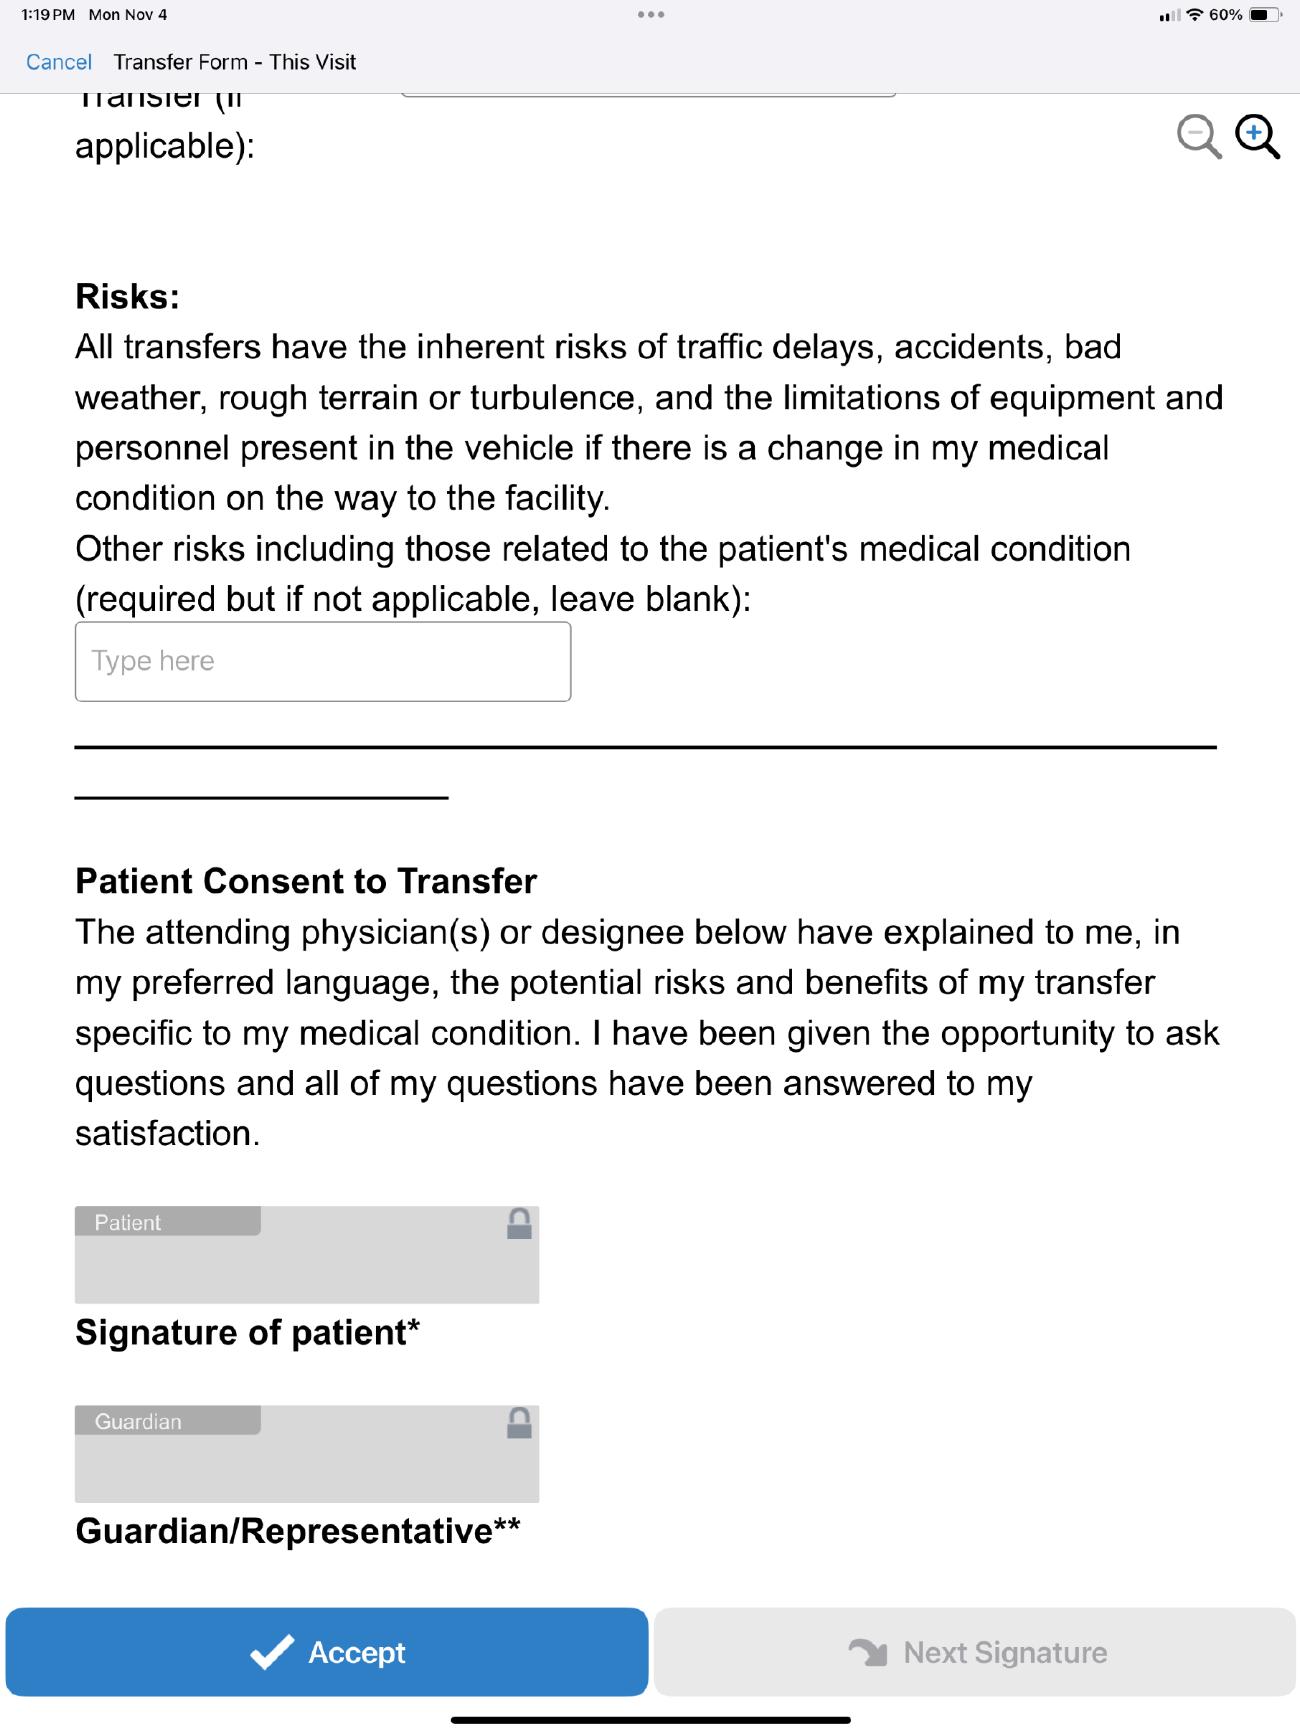 1:19 PM Mon Nov 4
60%
Cancel Transfer Form - This Visit
Transfer (if
applicable):
Risks:
All transfers have the inherent risks of traffic delays, accidents, bad
weather, rough terrain or turbulence, and the limitations of equipment and
personnel present in the vehicle if there is a change in my medical
condition on the way to the facility.
Other risks including those related to the patient's medical condition
(required but if not applicable, leave blank):
Type here
Patient Consent to Transfer
The attending physician(s) or designee below have explained to me, in
my preferred language, the potential risks and benefits of my transfer
specific to my medical condition. I have been given the opportunity to ask
questions and all of my questions have been answered to my
satisfaction.
Patient
Signature of patient*
Guardian
Guardian/Representative**
Accept
Next Signature